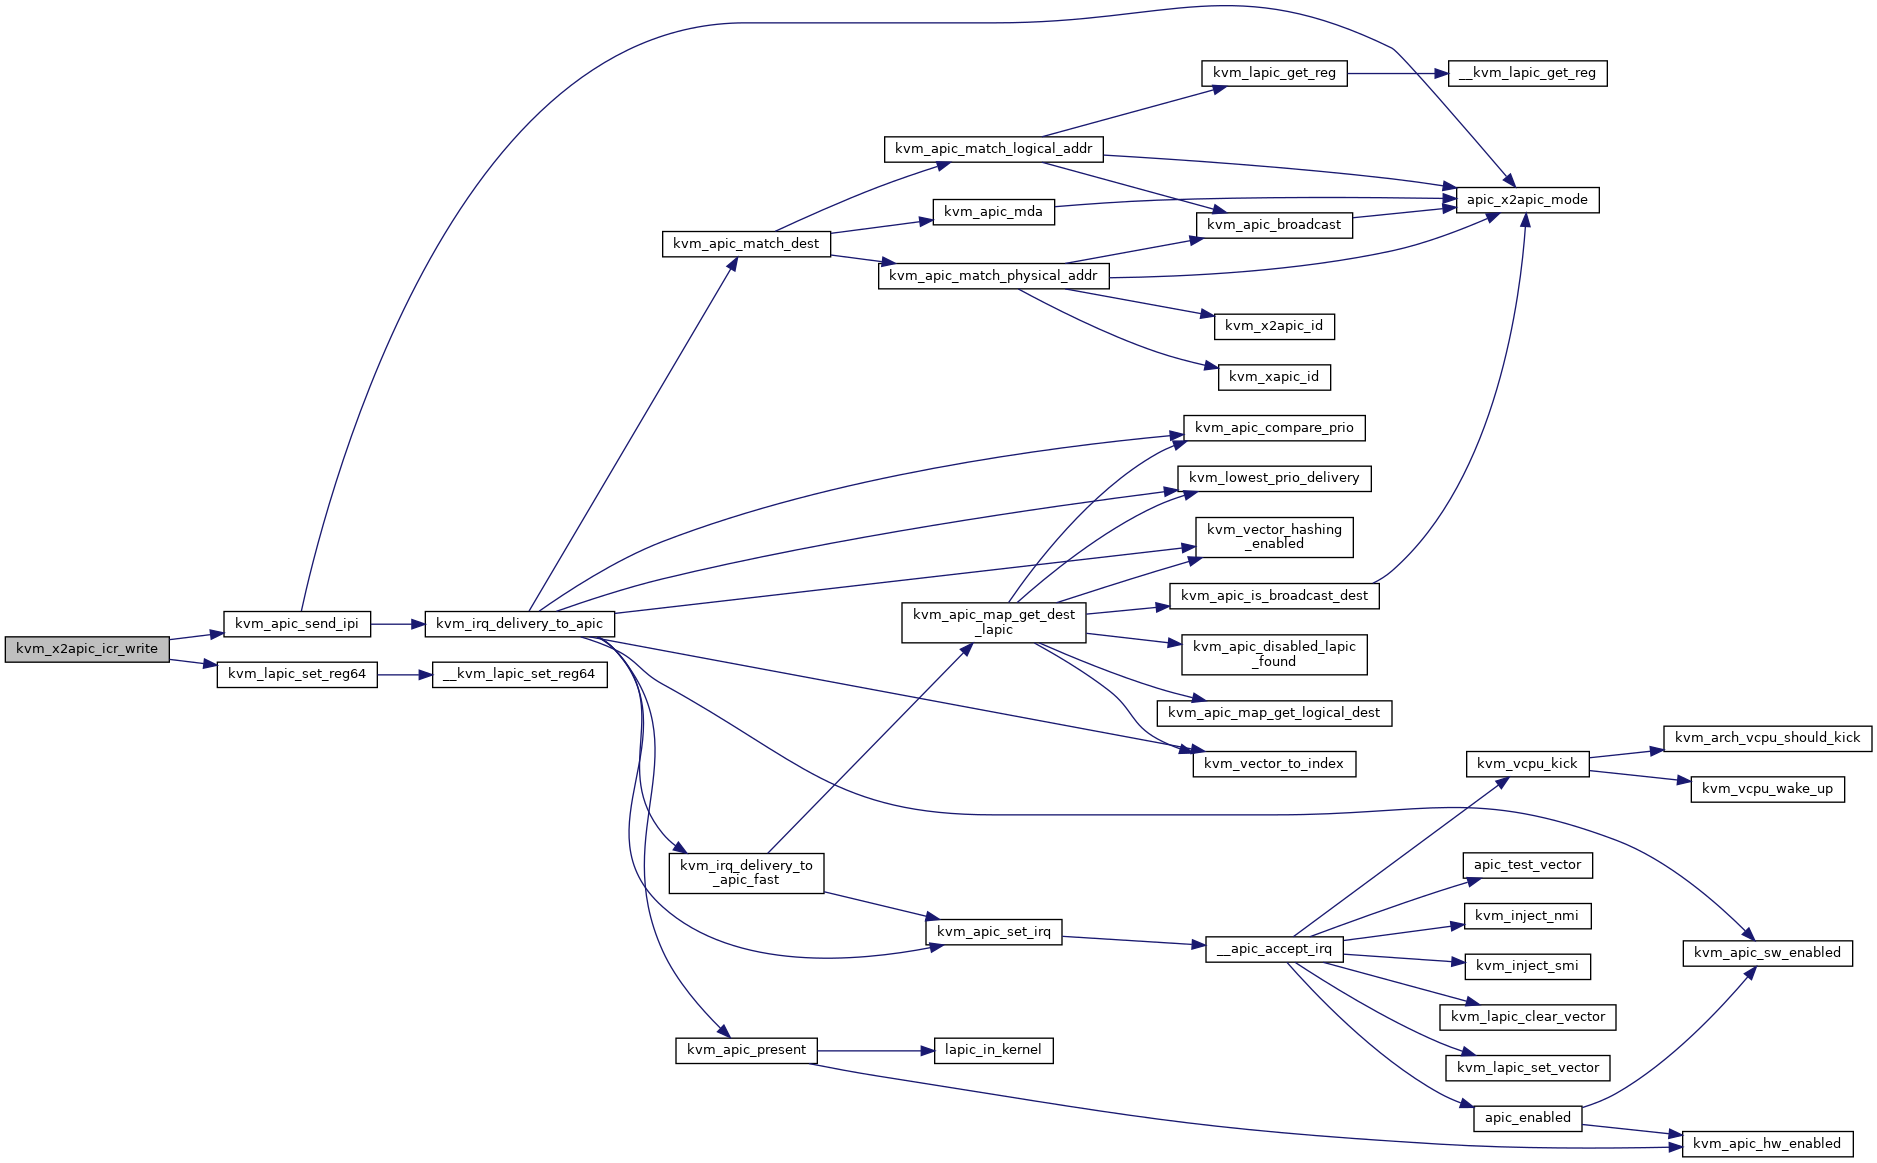 kvm_lapic_get_reg
__kvm_lapic_get_reg
kvm_apic_match_logical_addr
apic_x2apic_mode
kvm_apic_mda
kvm_apic_broadcast
kvm_apic_match_dest
kvm_apic_match_physical_addr
kvm_x2apic_id
kvm_xapic_id
kvm_apic_compare_prio
kvm_lowest_prio_delivery
kvm_vector_hashing
_enabled
kvm_apic_is_broadcast_dest
kvm_apic_map_get_dest
_lapic
kvm_apic_send_ipi
kvm_irq_delivery_to_apic
kvm_x2apic_icr_write
kvm_apic_disabled_lapic
_found
kvm_lapic_set_reg64
__kvm_lapic_set_reg64
kvm_apic_map_get_logical_dest
kvm_vector_to_index
kvm_arch_vcpu_should_kick
kvm_vcpu_kick
kvm_vcpu_wake_up
kvm_irq_delivery_to
_apic_fast
apic_test_vector
kvm_inject_nmi
kvm_apic_set_irq
__apic_accept_irq
kvm_apic_sw_enabled
kvm_inject_smi
kvm_lapic_clear_vector
kvm_apic_present
lapic_in_kernel
kvm_lapic_set_vector
apic_enabled
kvm_apic_hw_enabled